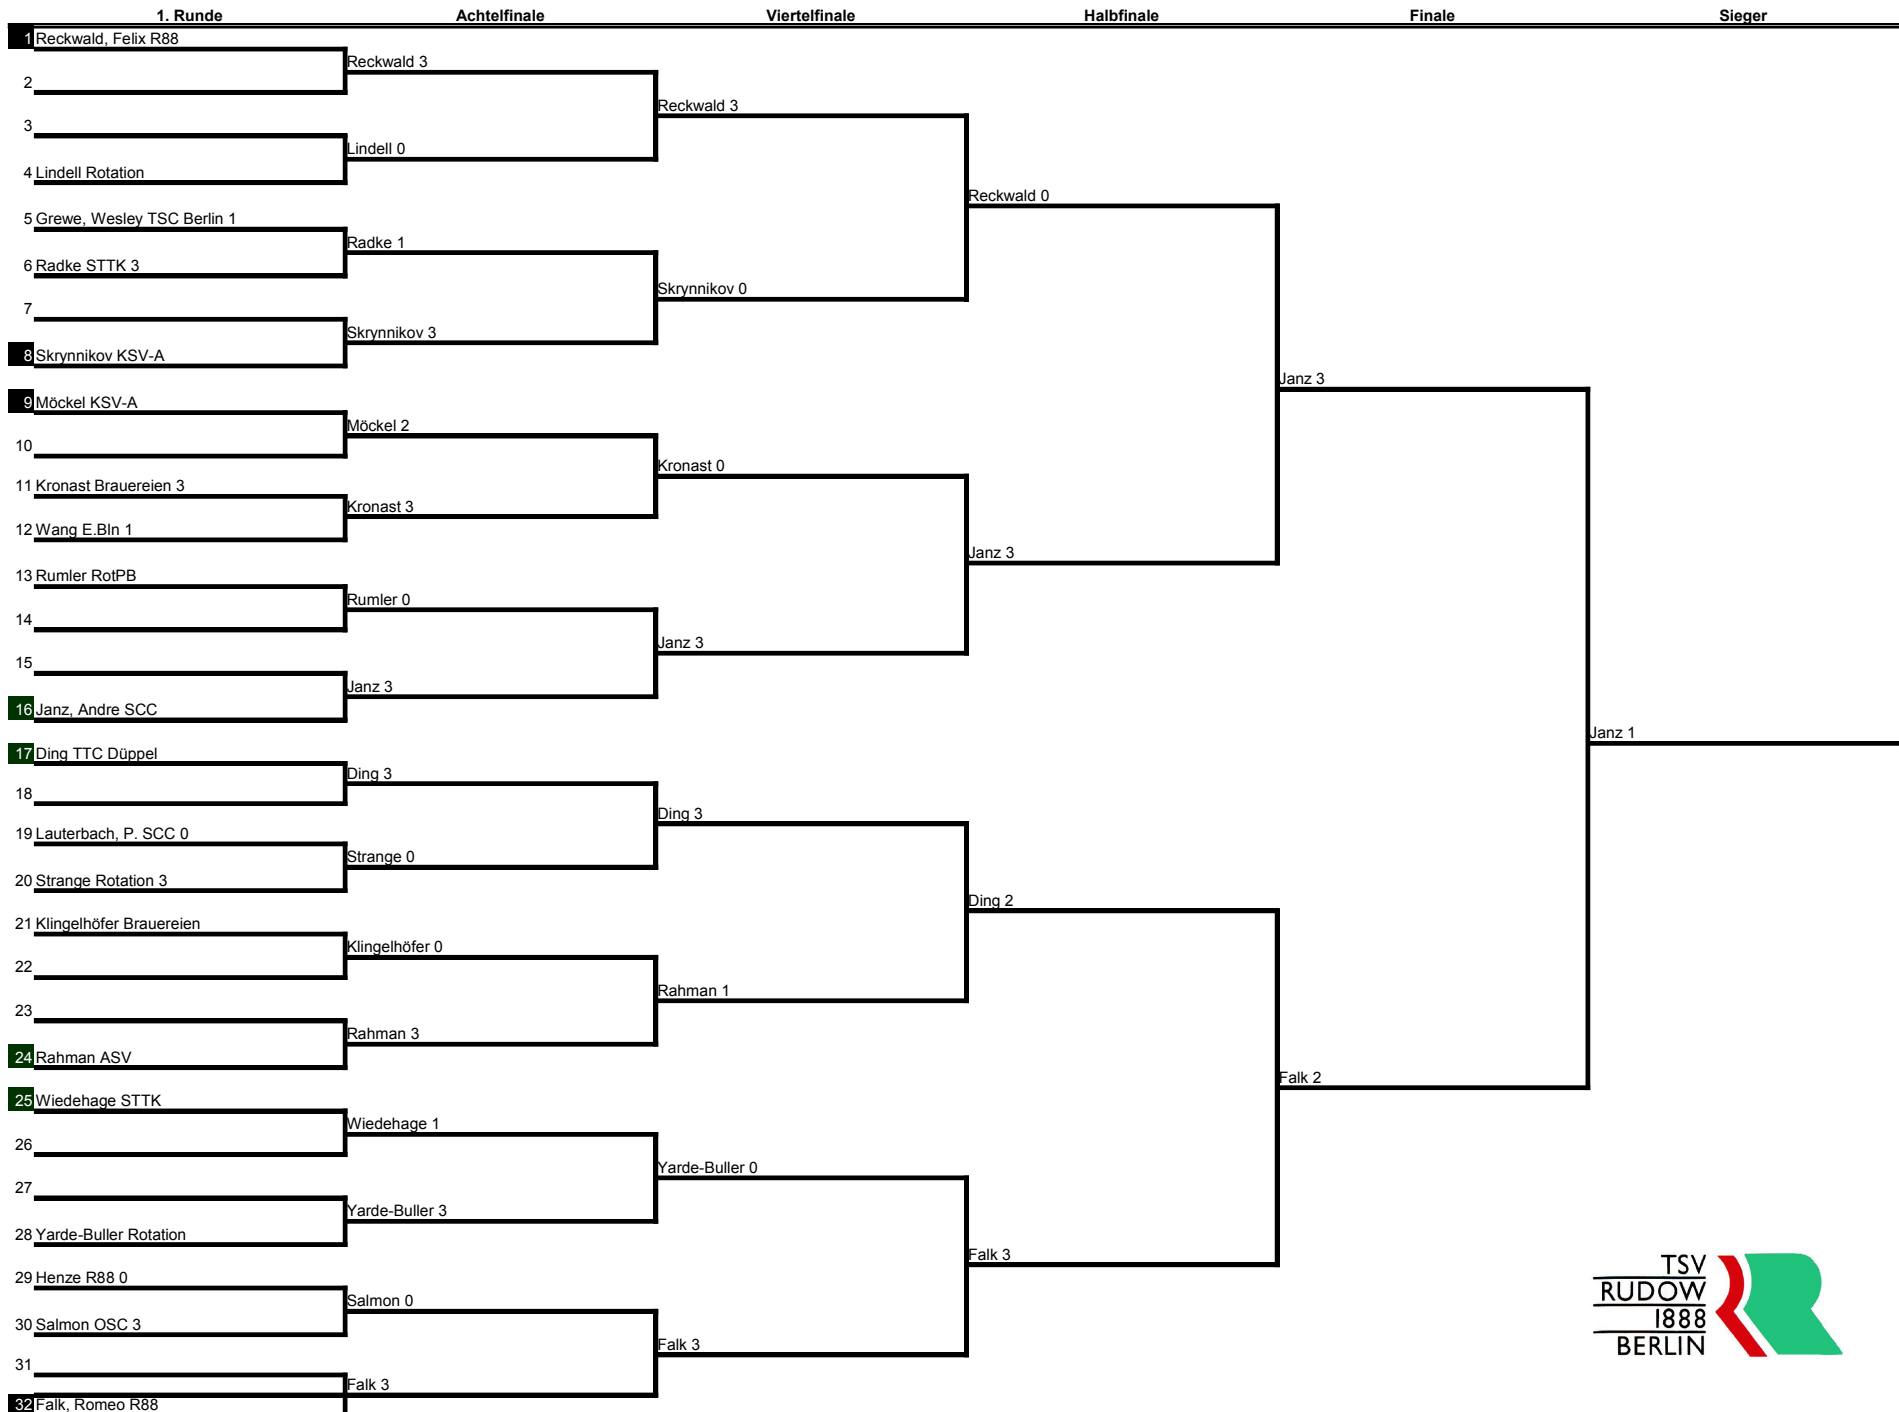 1. Runde Achtelfinale Viertelfinale Halbfinale Finale Sieger
1 Reckwald, Felix R88
Reckwald 3
2
Reckwald 3
3
Lindell 0
4 Lindell Rotation
Reckwald 0
5 Grewe, Wesley TSC Berlin 1
Radke 1
6 Radke STTK 3
Skrynnikov 0
7
Skrynnikov 3
8 Skrynnikov KSV-A
Janz 3
9 Möckel KSV-A
Möckel 2
10
Kronast 0
11 Kronast Brauereien 3
Kronast 3
12 Wang E.Bln 1
Janz 3
13 Rumler RotPB
Rumler 0
14
Janz 3
15
Janz 3
16 Janz, Andre SCC
Janz 1
17 Ding TTC Düppel
Ding 3
18
Ding 3
19 Lauterbach, P. SCC 0
Strange 0
20 Strange Rotation 3
Ding 2
21 Klingelhöfer Brauereien
Klingelhöfer 0
22
Rahman 1
23
Rahman 3
24 Rahman ASV
Falk 2
25 Wiedehage STTK
Wiedehage 1
26
Yarde-Buller 0
27
Yarde-Buller 3
28 Yarde-Buller Rotation
Falk 3
29 Henze R88 0
Salmon 0
30 Salmon OSC 3
Falk 3
31
Falk 3
32 Falk, Romeo R88
TSV
RUDOW
1888
BERLIN